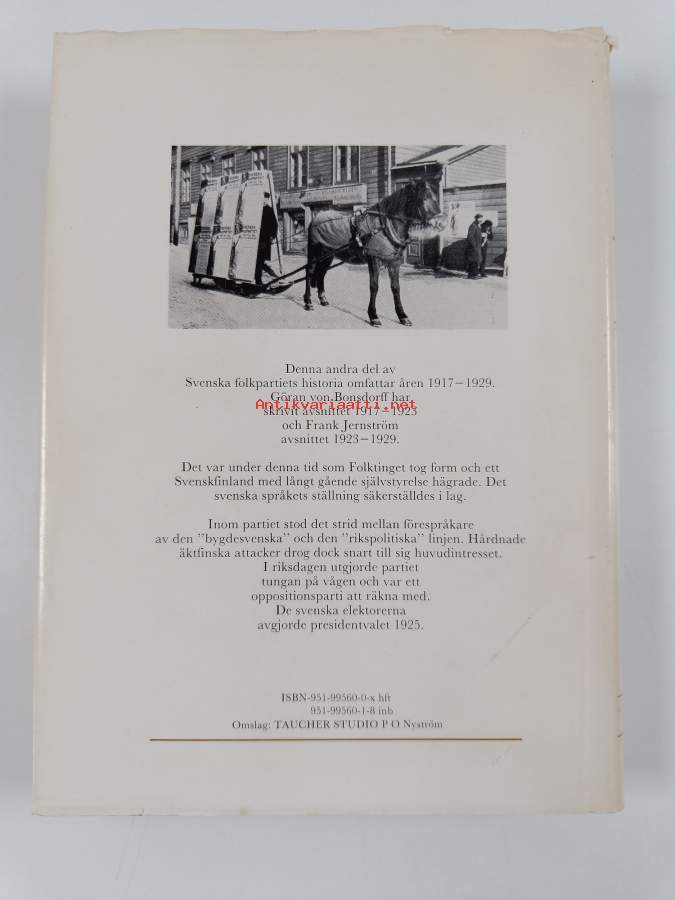 Denna andra del av
Svenska folkpartiets historia omfattar åren 1917–1929.
Göran von Bonsdorff har
Antikvariaatti.net
skrivit avsnittet 1917–1923
och Frank Jernström
avsnittet 1923–1929.
Det var under denna tid som Folktinget tog form och ett
Svenskfinland med långt gående självstyrelse hägrade. Det
svenska språkets ställning säkerställdes i lag.
Inom partiet stod det strid mellan förespråkare
av den "bygdesvenska" och den "rikspolitiska" linjen. Hårdnade
äktfinska attacker drog dock snart till sig huvudintresset.
I riksdagen utgjorde partiet
tungan på vågen och var ett
oppositionsparti att räkna med.
De svenska elektorerna
avgjorde presidentvalet 1925.
ISBN-951-99560-0-x hft
951-99560-1-8 inb
Omslag: TAUCHER STUDIO P O Nyström